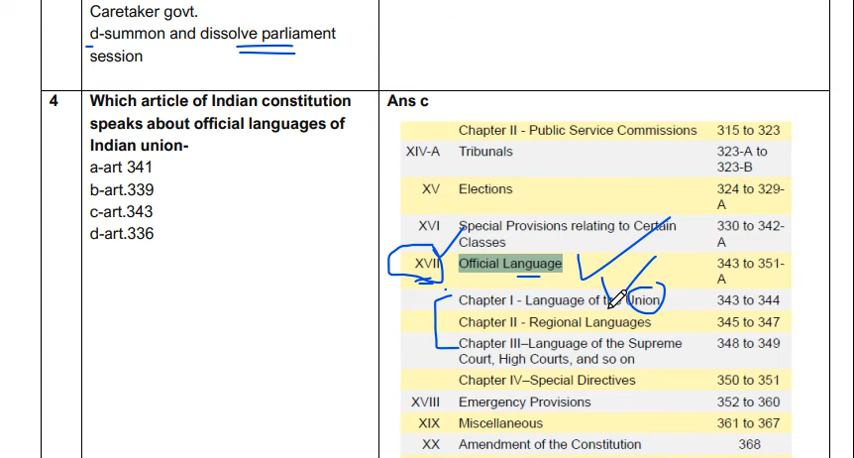 Caretaker govt.
d-summon and dissolve parliament
session
4
Which article of Indian constitution
speaks about official languages of
Indian union-
a-art 341
b-art.339
c-art.343
d-art.336
Ans c
Chapter II - Public Service Commissions 315 to 323
XIV-A Tribunals 323-A to
323-B
XV Elections 324 to 329-
A
XVI Special Provisions relating to Certain 330 to 342-
Classes A
XVII Official Language 343 to 351-
A
Chapter I - Language of the Union 343 to 344
Chapter II - Regional Languages 345 to 347
Chapter III–Language of the Supreme 348 to 349
Court, High Courts, and so on
Chapter IV–Special Directives 350 to 351
XVIII Emergency Provisions 352 to 360
XIX Miscellaneous 361 to 367
XX Amendment of the Constitution 368